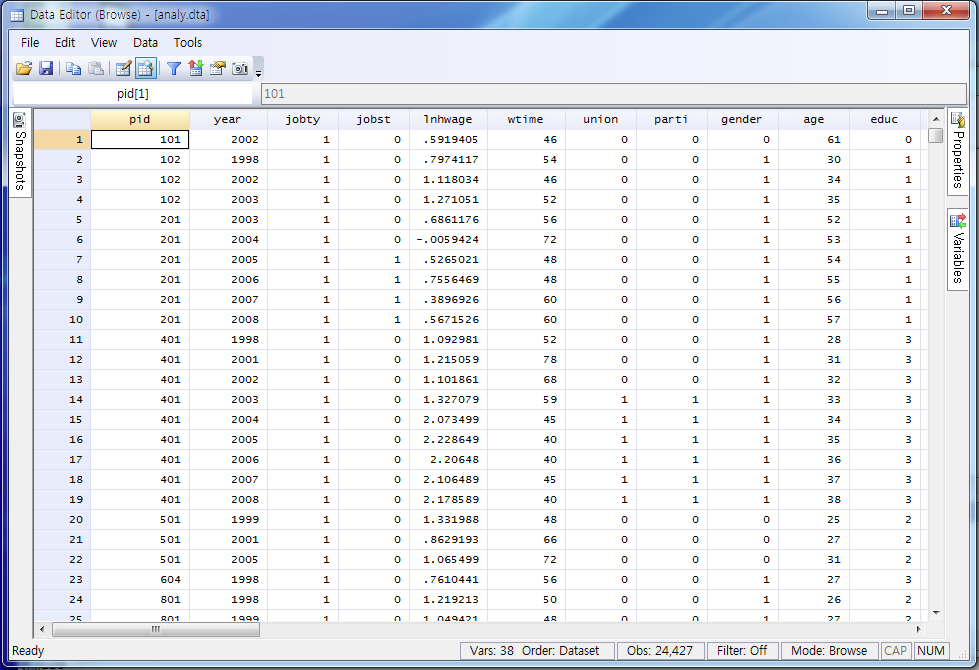 Data Editor (Browse) - [analy.dta]
File Edit View Data Tools
pid[1] 101
Snapshots
Properties
Variables
pid year jobty jobst lnhwage wtime union parti gender age educ
1 101 2002 1 0 .5919405 46 0 0 0 61 0
2 102 1998 1 0 .7974117 54 0 0 1 30 1
3 102 2002 1 0 1.118034 46 0 0 1 34 1
4 102 2003 1 0 1.271051 52 0 0 1 35 1
5 201 2003 1 0 .6861176 56 0 0 1 52 1
6 201 2004 1 0 -.0059424 72 0 0 1 53 1
7 201 2005 1 1 .5265021 48 0 0 1 54 1
8 201 2006 1 1 .7556469 48 0 0 1 55 1
9 201 2007 1 1 .3896926 60 0 0 1 56 1
10 201 2008 1 1 .5671526 60 0 0 1 57 1
11 401 1998 1 0 1.092981 52 0 0 1 28 3
12 401 2001 1 0 1.215059 78 0 0 1 31 3
13 401 2002 1 0 1.101861 68 0 0 1 32 3
14 401 2003 1 0 1.327079 59 1 1 1 33 3
15 401 2004 1 0 2.073499 45 1 1 1 34 3
16 401 2005 1 0 2.228649 40 1 1 1 35 3
17 401 2006 1 0 2.20648 40 1 1 1 36 3
18 401 2007 1 0 2.106489 45 1 1 1 37 3
19 401 2008 1 0 2.178589 40 1 1 1 38 3
20 501 1999 1 0 1.331988 48 0 0 0 25 2
21 501 2001 1 0 .8629193 66 0 0 0 27 2
22 501 2005 1 0 1.065499 72 0 0 0 31 2
23 604 1998 1 0 .7610441 56 0 0 1 27 3
24 801 1998 1 0 1.219213 50 0 0 1 26 2
25 801 1999 1 0 1.049421 48 0 0 1 27 2
Ready Vars: 38 Order: Dataset Obs: 24,427 Filter: Off Mode: Browse CAP NUM